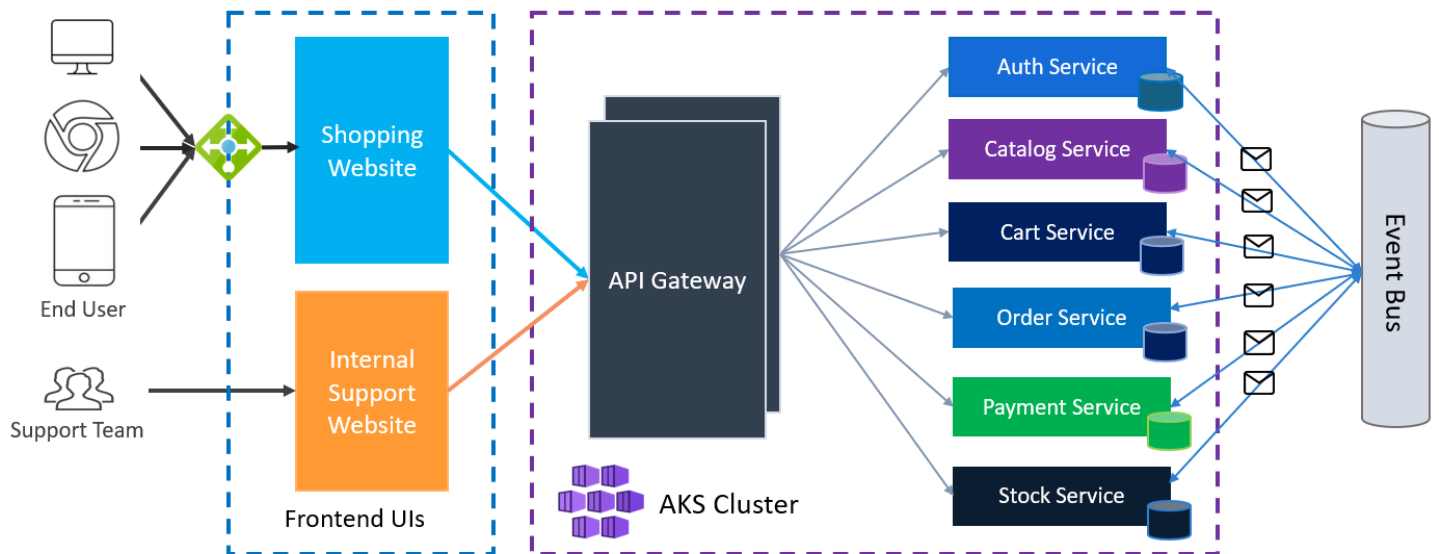 End User
Support Team
Shopping
Website
Internal
Support
Website
Frontend UIs
API Gateway
AKS Cluster
Auth Service
Catalog Service
Cart Service
Order Service
Payment Service
Stock Service
Event Bus